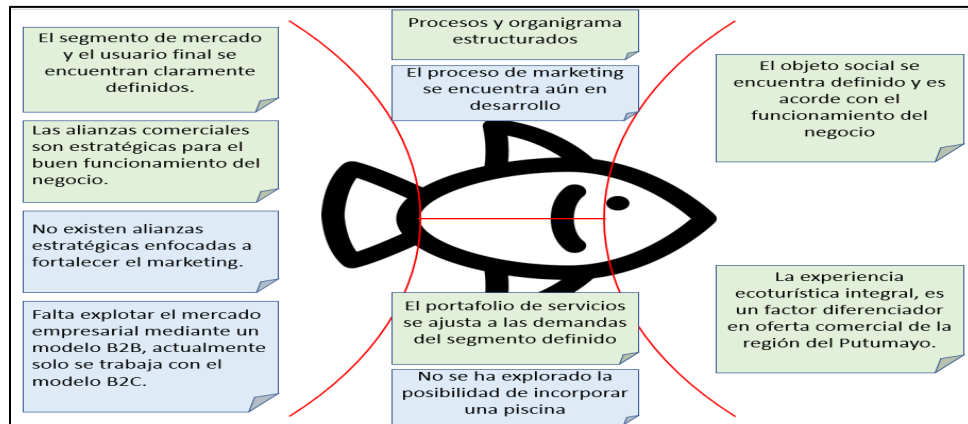 El segmento de mercado
y el usuario final se
encuentran claramente
definidos.
Las alianzas comerciales
son estratégicas para el
buen funcionamiento del
negocio.
No existen alianzas
estratégicas enfocadas a
fortalecer el marketing.
Falta explotar el mercado
empresarial mediante un
modelo B2B, actualmente
solo se trabaja con el
modelo B2C.
Procesos y organigrama
estructurados
El proceso de marketing
se encuentra aún en
desarrollo
El portafolio de servicios
se ajusta a las demandas
del segmento definido
No se ha explorado la
posibilidad de incorporar
una piscina
El objeto social se
encuentra definido y es
acorde con el
funcionamiento del
negocio
La experiencia
ecoturística integral, es
un factor diferenciador
en oferta comercial de la
región del Putumayo.